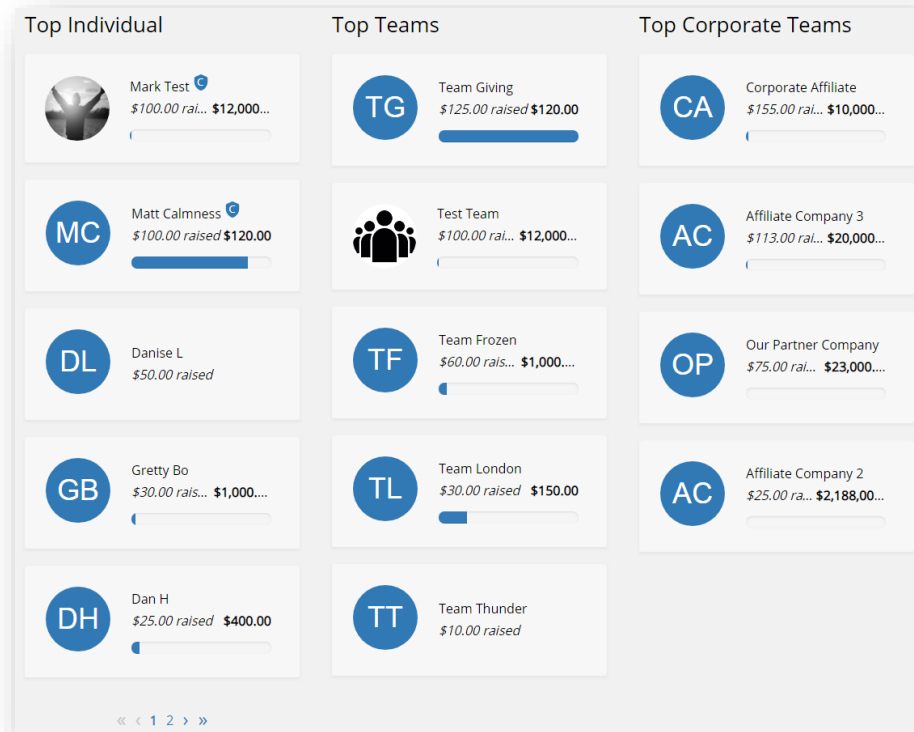 Top Individual
Mark Test C
$100.00 rai... $12,000...
MC
Matt Calmness C
$100.00 raised $120.00
DL
Danise L
$50.00 raised
GB
Gretty Bo
$30.00 rais... $1,000....
DH
Dan H
$25.00 raised $400.00
« ‹ 1 2 › »
Top Teams
TG
Team Giving
$125.00 raised $120.00
Test Team
$100.00 rai... $12,000...
TF
Team Frozen
$60.00 rais... $1,000....
TL
Team London
$30.00 raised $150.00
TT
Team Thunder
$10.00 raised
Top Corporate Teams
CA
Corporate Affiliate
$155.00 rai... $10,000...
AC
Affiliate Company 3
$113.00 rai... $20,000...
OP
Our Partner Company
$75.00 rai... $23,000....
AC
Affiliate Company 2
$25.00 ra... $2,188,00...